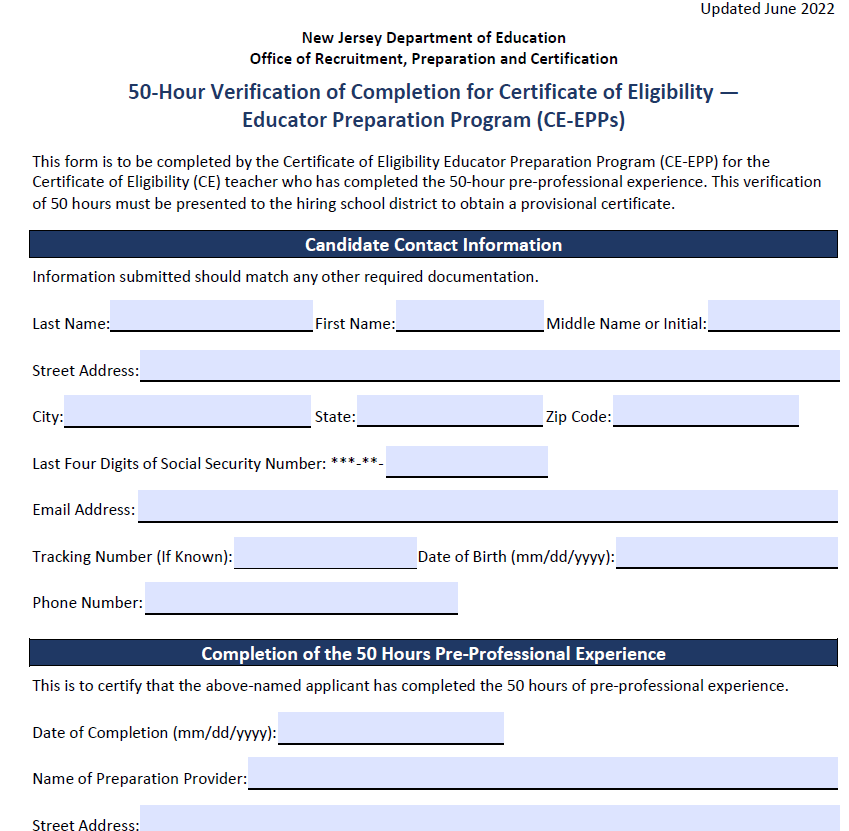 Updated June 2022
New Jersey Department of Education
Office of Recruitment, Preparation and Certification
50-Hour Verification of Completion for Certificate of Eligibility —
Educator Preparation Program (CE-EPPs)
This form is to be completed by the Certificate of Eligibility Educator Preparation Program (CE-EPP) for the
Certificate of Eligibility (CE) teacher who has completed the 50-hour pre-professional experience. This verification
of 50 hours must be presented to the hiring school district to obtain a provisional certificate.
Candidate Contact Information
Information submitted should match any other required documentation.
Last Name: First Name: Middle Name or Initial:
Street Address:
City: State: Zip Code:
Last Four Digits of Social Security Number: ***-**-
Email Address:
Tracking Number (If Known): Date of Birth (mm/dd/yyyy):
Phone Number:
Completion of the 50 Hours Pre-Professional Experience
This is to certify that the above-named applicant has completed the 50 hours of pre-professional experience.
Date of Completion (mm/dd/yyyy):
Name of Preparation Provider:
Street Address: